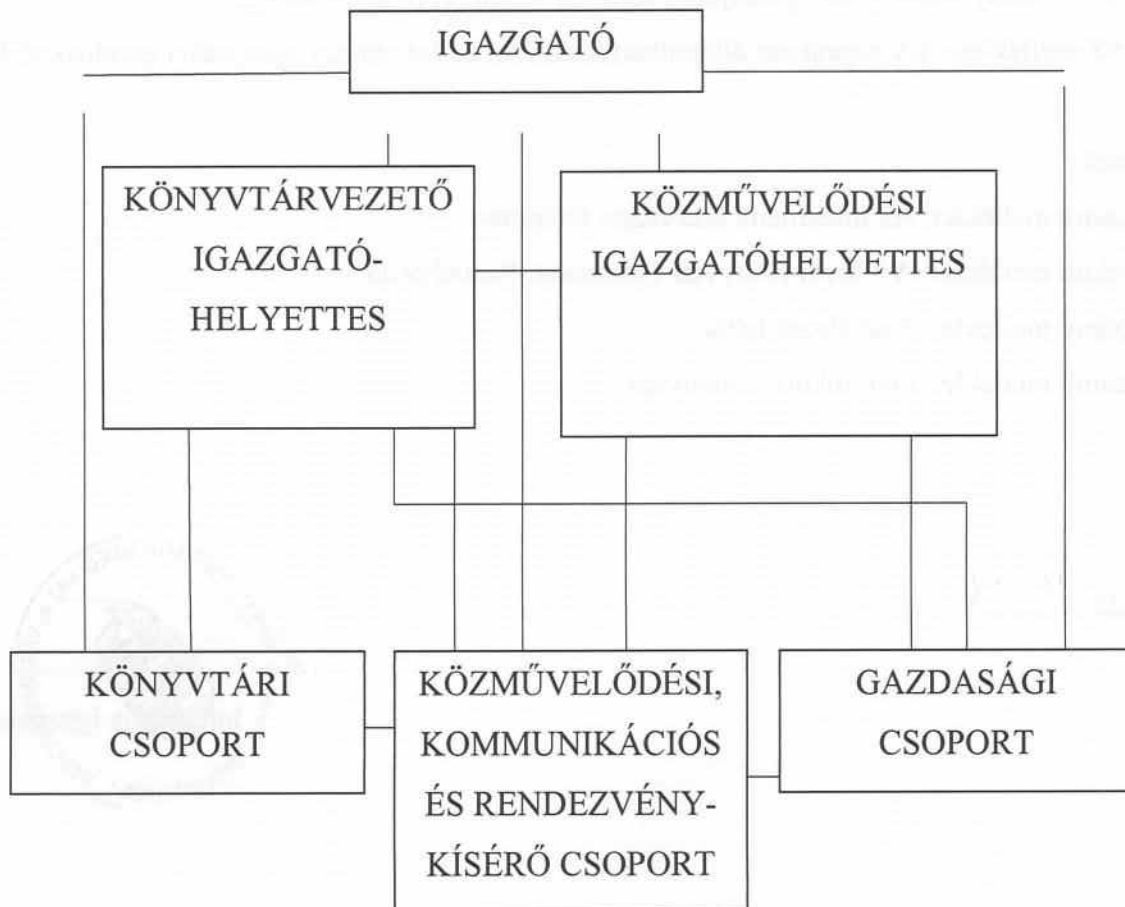 IGAZGATÓ
KÖNYVTÁRVEZETŐ
IGAZGATÓ-
HELYETTES
KÖZMŰVELŐDÉSI
IGAZGATÓHELYETTES
KÖNYVTÁRI
CSOPORT
KÖZMŰVELŐDÉSI,
KOMMUNIKÁCIÓS
ÉS RENDEZVÉNY-
KÍSÉRŐ CSOPORT
GAZDASÁGI
CSOPORT